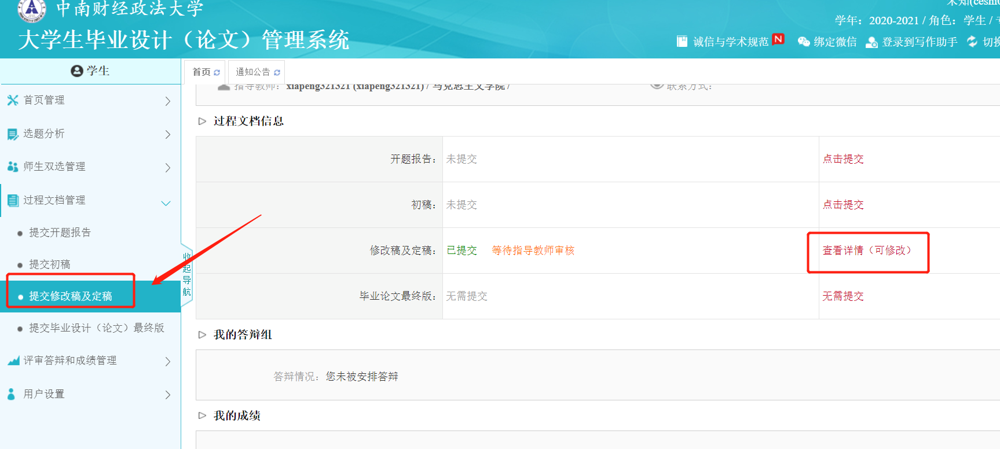 中南财经政法大学
大学生毕业设计（论文）管理系统
学年：2020-2021 / 角色：学生 /
诚信与学术规范 N 绑定微信 登录到写作助手 切换
学生
首页 通知公告
指导教师： xiapeng321321 (xiapeng321321) / 马克思主义学院 / 联系方式：
首页管理
选题分析
师生双选管理
过程文档管理
提交开题报告
提交初稿
提交修改稿及定稿
提交毕业设计（论文）最终版
评审答辩和成绩管理
用户设置
收起导航
过程文档信息
开题报告： 未提交 点击提交
初稿： 未提交 点击提交
修改稿及定稿： 已提交 等待指导教师审核 查看详情（可修改）
毕业论文最终版： 无需提交 无需提交
我的答辩组
答辩情况： 您未被安排答辩
我的成绩